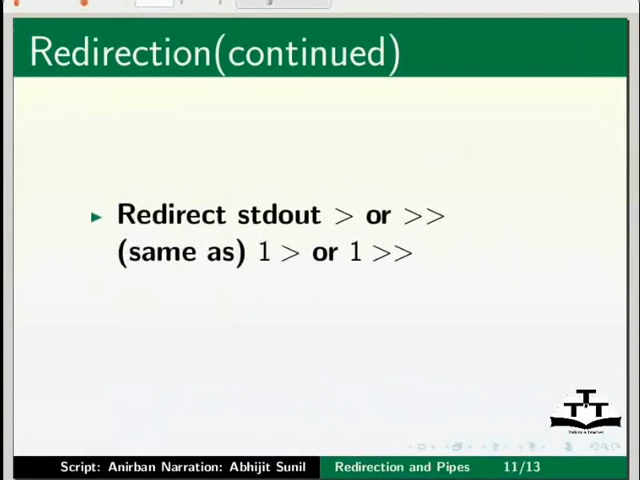 Redirection(continued)
▶ Redirect stdout > or >>
(same as) 1 > or 1 >>
TTT
Script: Anirban Narration: Abhijit Sunil Redirection and Pipes 11/13